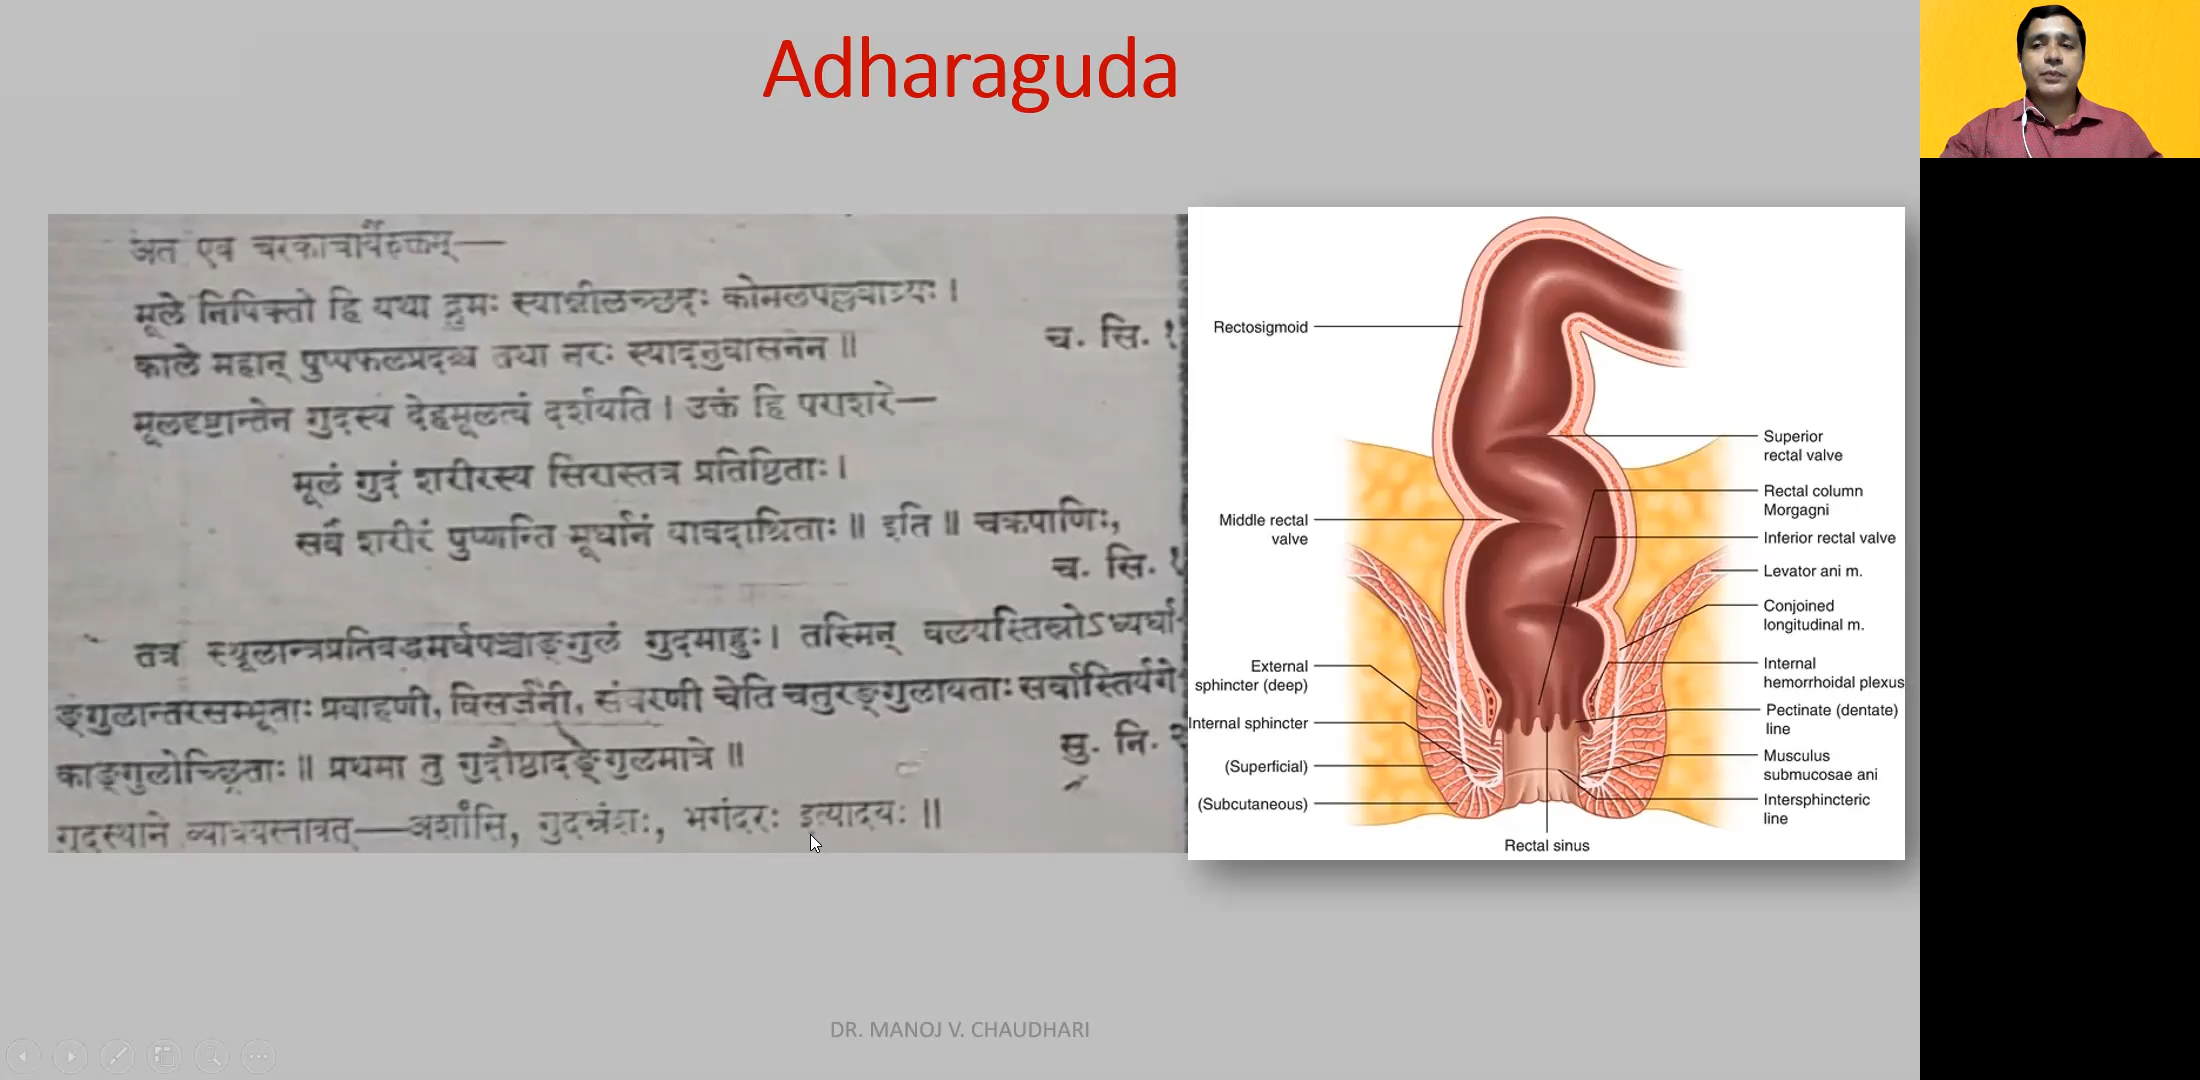 Adharaguda
अत एव चरकाचार्यैरुक्तम्—
मूले निषिक्तो हि यथा द्रुमः स्यान्नीलच्छदः कोमलपल्लवाग्र्यः ।
काले महान् पुष्पफलप्रदश्च तथा नरः स्यादनुवासनेन ॥
च. सि.
मूलदृष्टान्तेन गुदस्य देहमूलत्वं दर्शयति । उक्तं हि पराशरे—
मूलं गुदं शरीरस्य सिरास्तत्र प्रतिष्ठिताः ।
सर्वं शरीरं पुष्णन्ति मूर्धानं यावदाश्रिताः ॥ इति ॥ चक्रपाणिः,
च. सि.
तत्र स्थूलान्त्रप्रतिबद्धमर्धपञ्चाङ्गुलं गुदमाहुः । तस्मिन् वलयस्तिस्रोऽध्यर्धा-
ङ्गुलान्तरसम्भूताः प्रवाहणी, विसर्जनी, संवरणी चेति चतुरङ्गुलायताः सर्वास्तिर्यगे
काङ्गुलोच्छ्रिताः ॥ प्रथमा तु गुदौष्ठादङ्गुलमात्रे ॥
सु. नि. २
गुदस्थाने व्याधयस्तावत्—अर्शांसि, गुदभ्रंशः, भगंदरः इत्यादयः ॥
Rectosigmoid
Middle rectal
valve
External
sphincter (deep)
Internal sphincter
(Superficial)
(Subcutaneous)
Superior
rectal valve
Rectal column
Morgagni
Inferior rectal valve
Levator ani m.
Conjoined
longitudinal m.
Internal
hemorrhoidal plexus
Pectinate (dentate)
line
Musculus
submucosae ani
Intersphincteric
line
Rectal sinus
DR. MANOJ V. CHAUDHARI